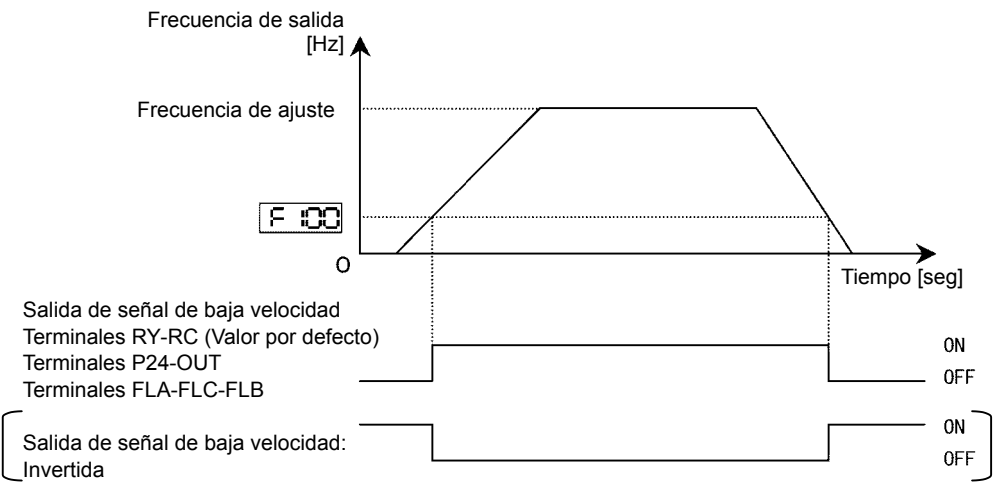 Frecuencia de salida
[Hz]
Frecuencia de ajuste
F 100
0
Tiempo [seg]
Salida de señal de baja velocidad
Terminales RY-RC (Valor por defecto)
Terminales P24-OUT
Terminales FLA-FLC-FLB
ON
OFF
Salida de señal de baja velocidad:
Invertida
ON
OFF